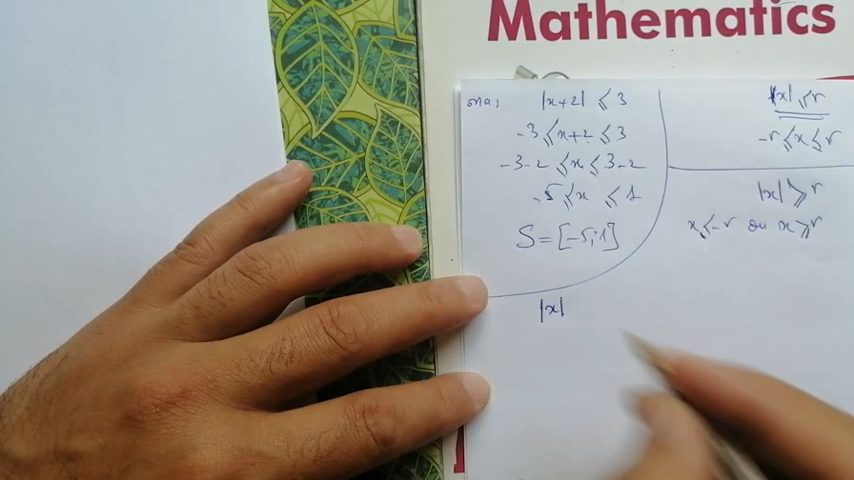 Mathematics
|x+2| ⩽ 3
-3 ⩽ x+2 ⩽ 3
-3-2 ⩽ x ⩽ 3-2
-5 ⩽ x ⩽ 1
S = [-5; 1]
|x|
|x| ⩽ r
-r ⩽ x ⩽ r
|x| ⩾ r
x ⩽ -r ou x ⩾ r